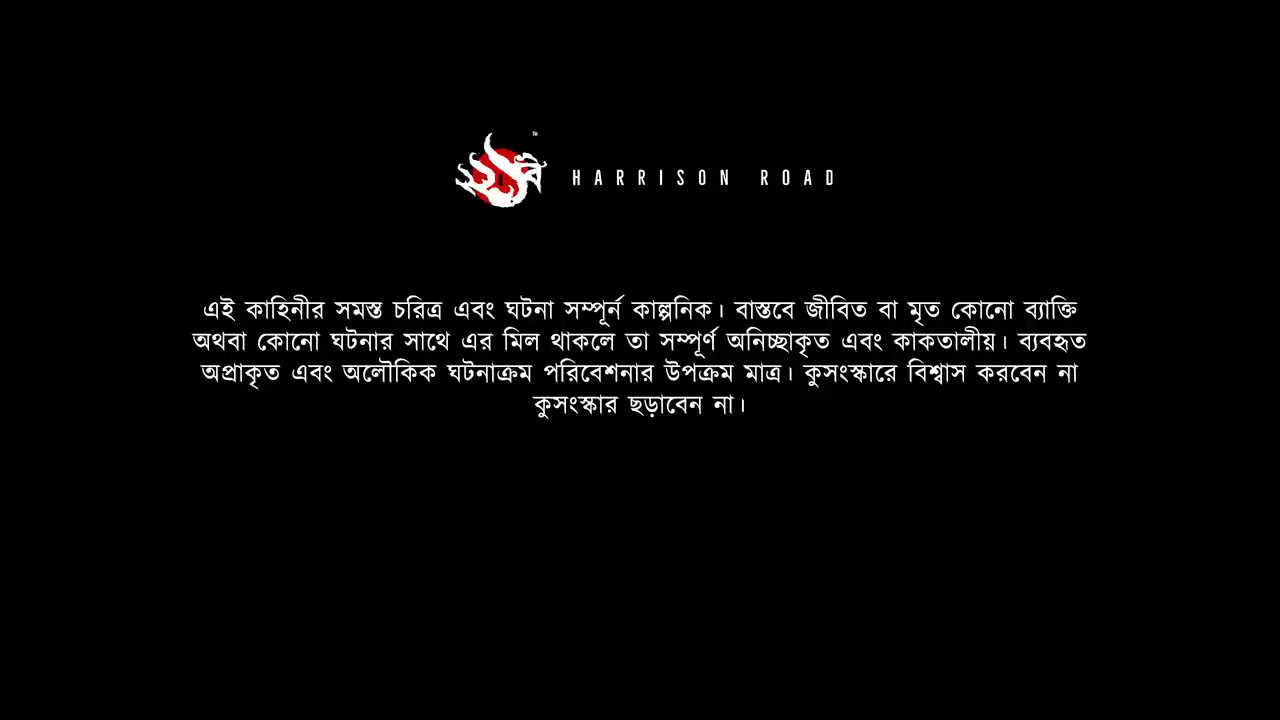 HARRISON ROAD
এই কাহিনীর সমস্ত চরিত্র এবং ঘটনা সম্পূর্ন কাল্পনিক। বাস্তবে জীবিত বা মৃত কোনো ব্যাক্তি
অথবা কোনো ঘটনার সাথে এর মিল থাকলে তা সম্পূর্ণ অনিচ্ছাকৃত এবং কাকতালীয়। ব্যবহৃত
অপ্রাকৃত এবং অলৌকিক ঘটনাক্রম পরিবেশনার উপক্রম মাত্র। কুসংস্কারে বিশ্বাস করবেন না
কুসংস্কার ছড়াবেন না।